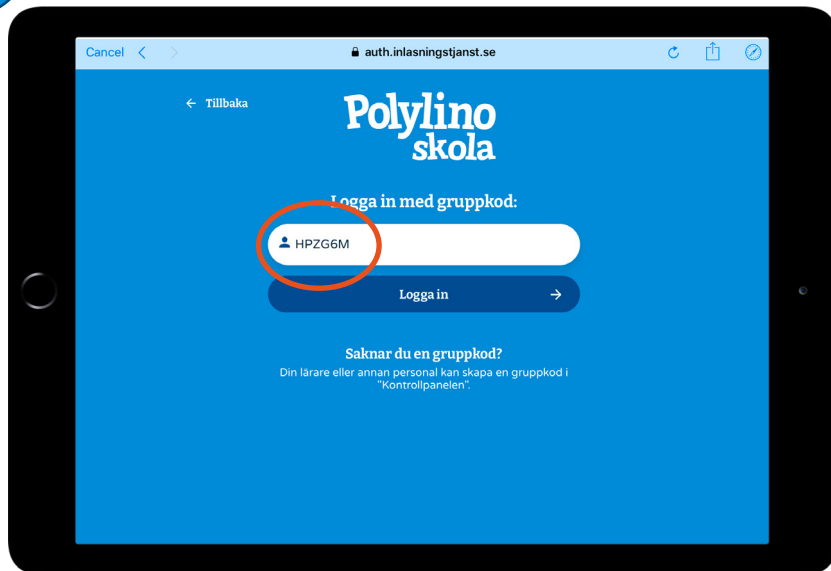 Cancel
auth.inlasningstjanst.se
Tillbaka
Polylino
skola
Logga in med gruppkod:
HPZG6M
Logga in
Saknar du en gruppkod?
Din lärare eller annan personal kan skapa en gruppkod i
"Kontrollpanelen".